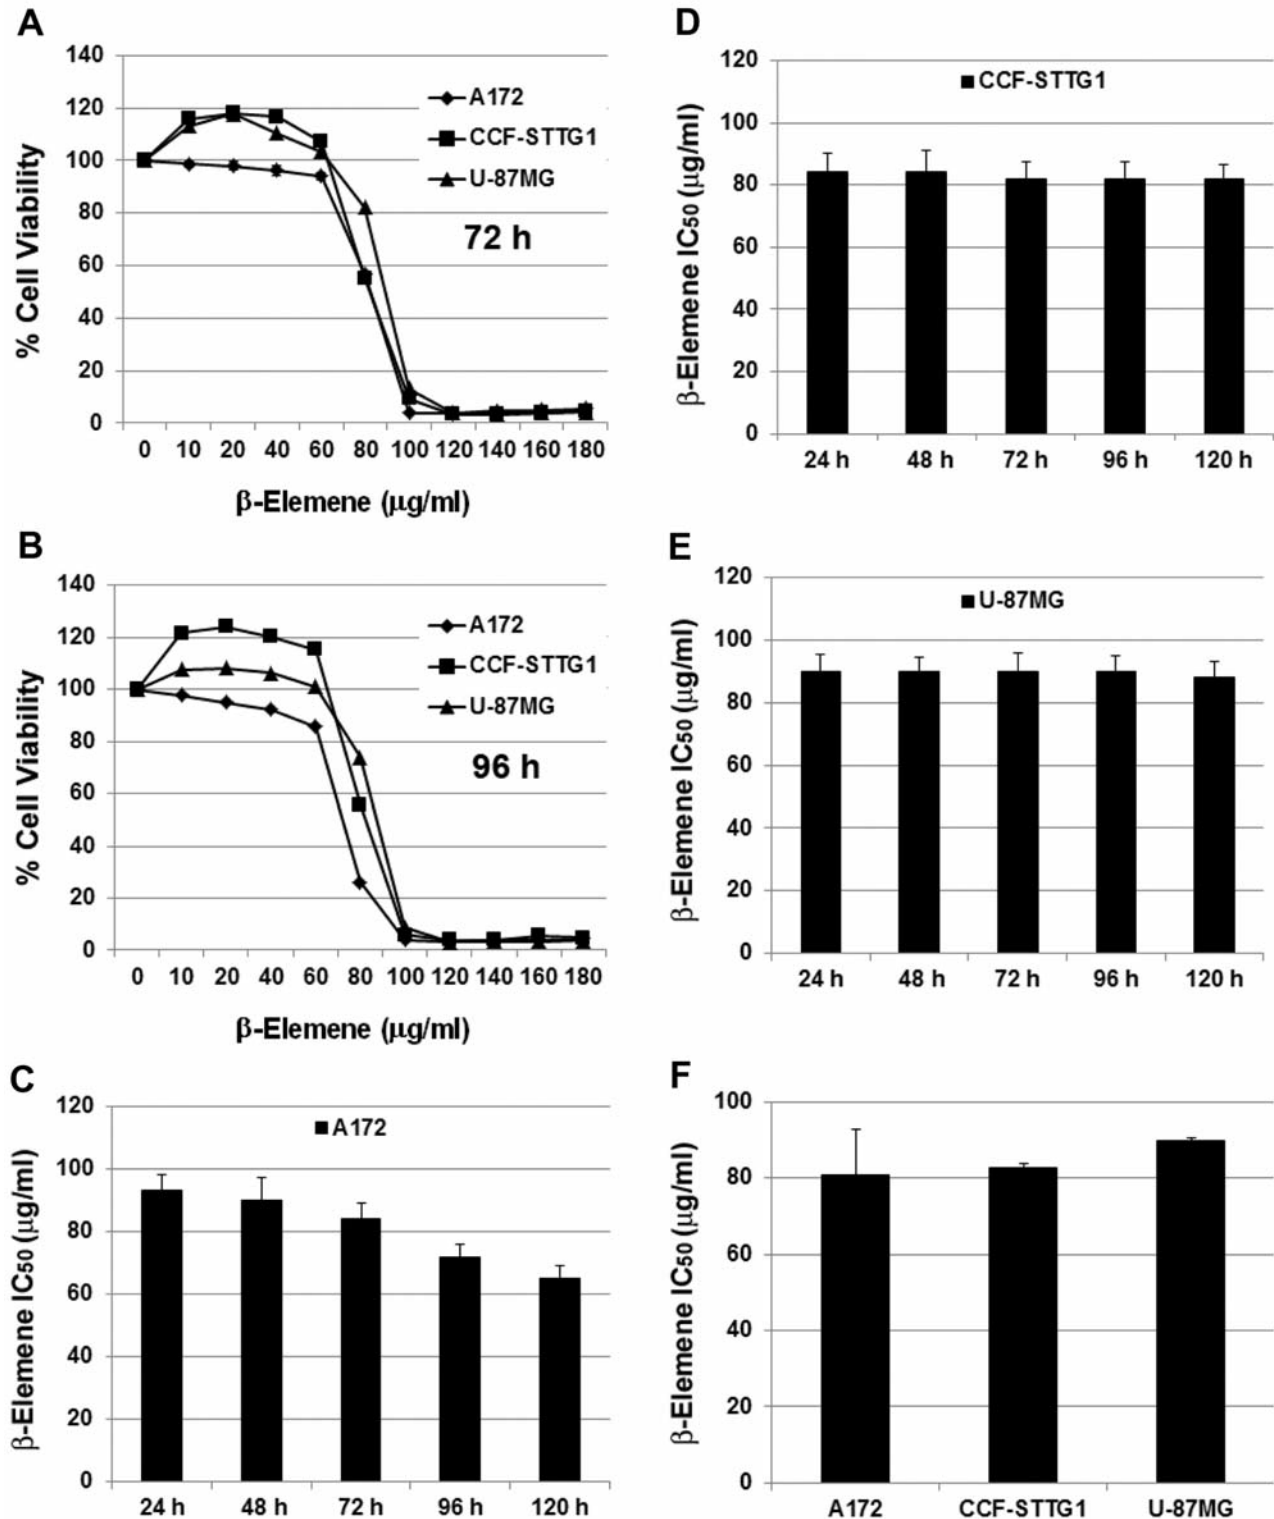 A
140
120
100
80
60
40
20
0
% Cell Viability
A172
CCF-STTG1
U-87MG
72 h
0 10 20 40 60 80 100 120 140 160 180
β-Elemene (µg/ml)
B
140
120
100
80
60
40
20
0
% Cell Viability
A172
CCF-STTG1
U-87MG
96 h
0 10 20 40 60 80 100 120 140 160 180
β-Elemene (µg/ml)
C
120
100
80
60
40
20
0
β-Elemene IC50 (µg/ml)
A172
24 h 48 h 72 h 96 h 120 h
D
120
100
80
60
40
20
0
β-Elemene IC50 (µg/ml)
CCF-STTG1
24 h 48 h 72 h 96 h 120 h
E
120
100
80
60
40
20
0
β-Elemene IC50 (µg/ml)
U-87MG
24 h 48 h 72 h 96 h 120 h
F
100
80
60
40
20
0
β-Elemene IC50 (µg/ml)
A172 CCF-STTG1 U-87MG